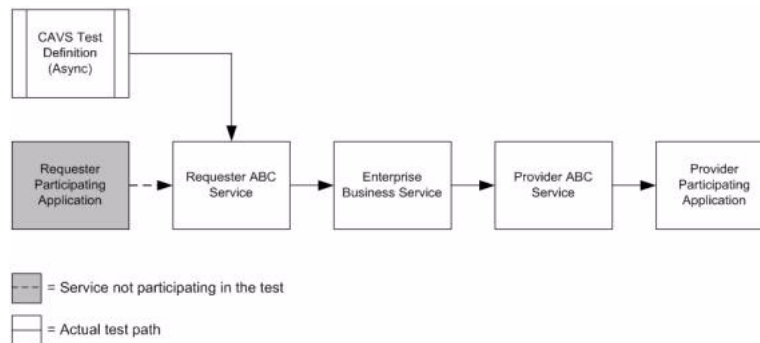 CAVS Test
Definition
(Async)
Requester
Participating
Application
Requester ABC
Service
Enterprise
Business Service
Provider ABC
Service
Provider
Participating
Application
= Service not participating in the test
= Actual test path